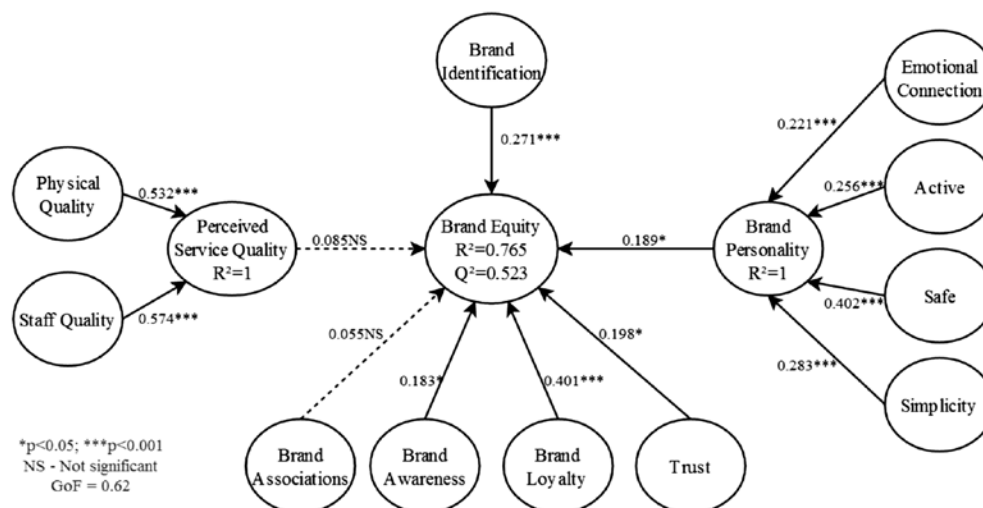 Brand
Identification
Emotional
Connection
0.271***
0.221***
Physical
Quality
0.532***
0.256***
Active
Perceived
Service Quality
R²=1
0.085NS
Brand Equity
R²=0.765
Q²=0.523
0.189*
Brand
Personality
R²=1
Staff Quality
0.574***
0.402***
Safe
0.055NS
0.198*
0.183*
0.401***
0.283***
Simplicity
Brand
Associations
Brand
Awareness
Brand
Loyalty
Trust
*p<0.05; ***p<0.001
NS - Not significant
GoF = 0.62